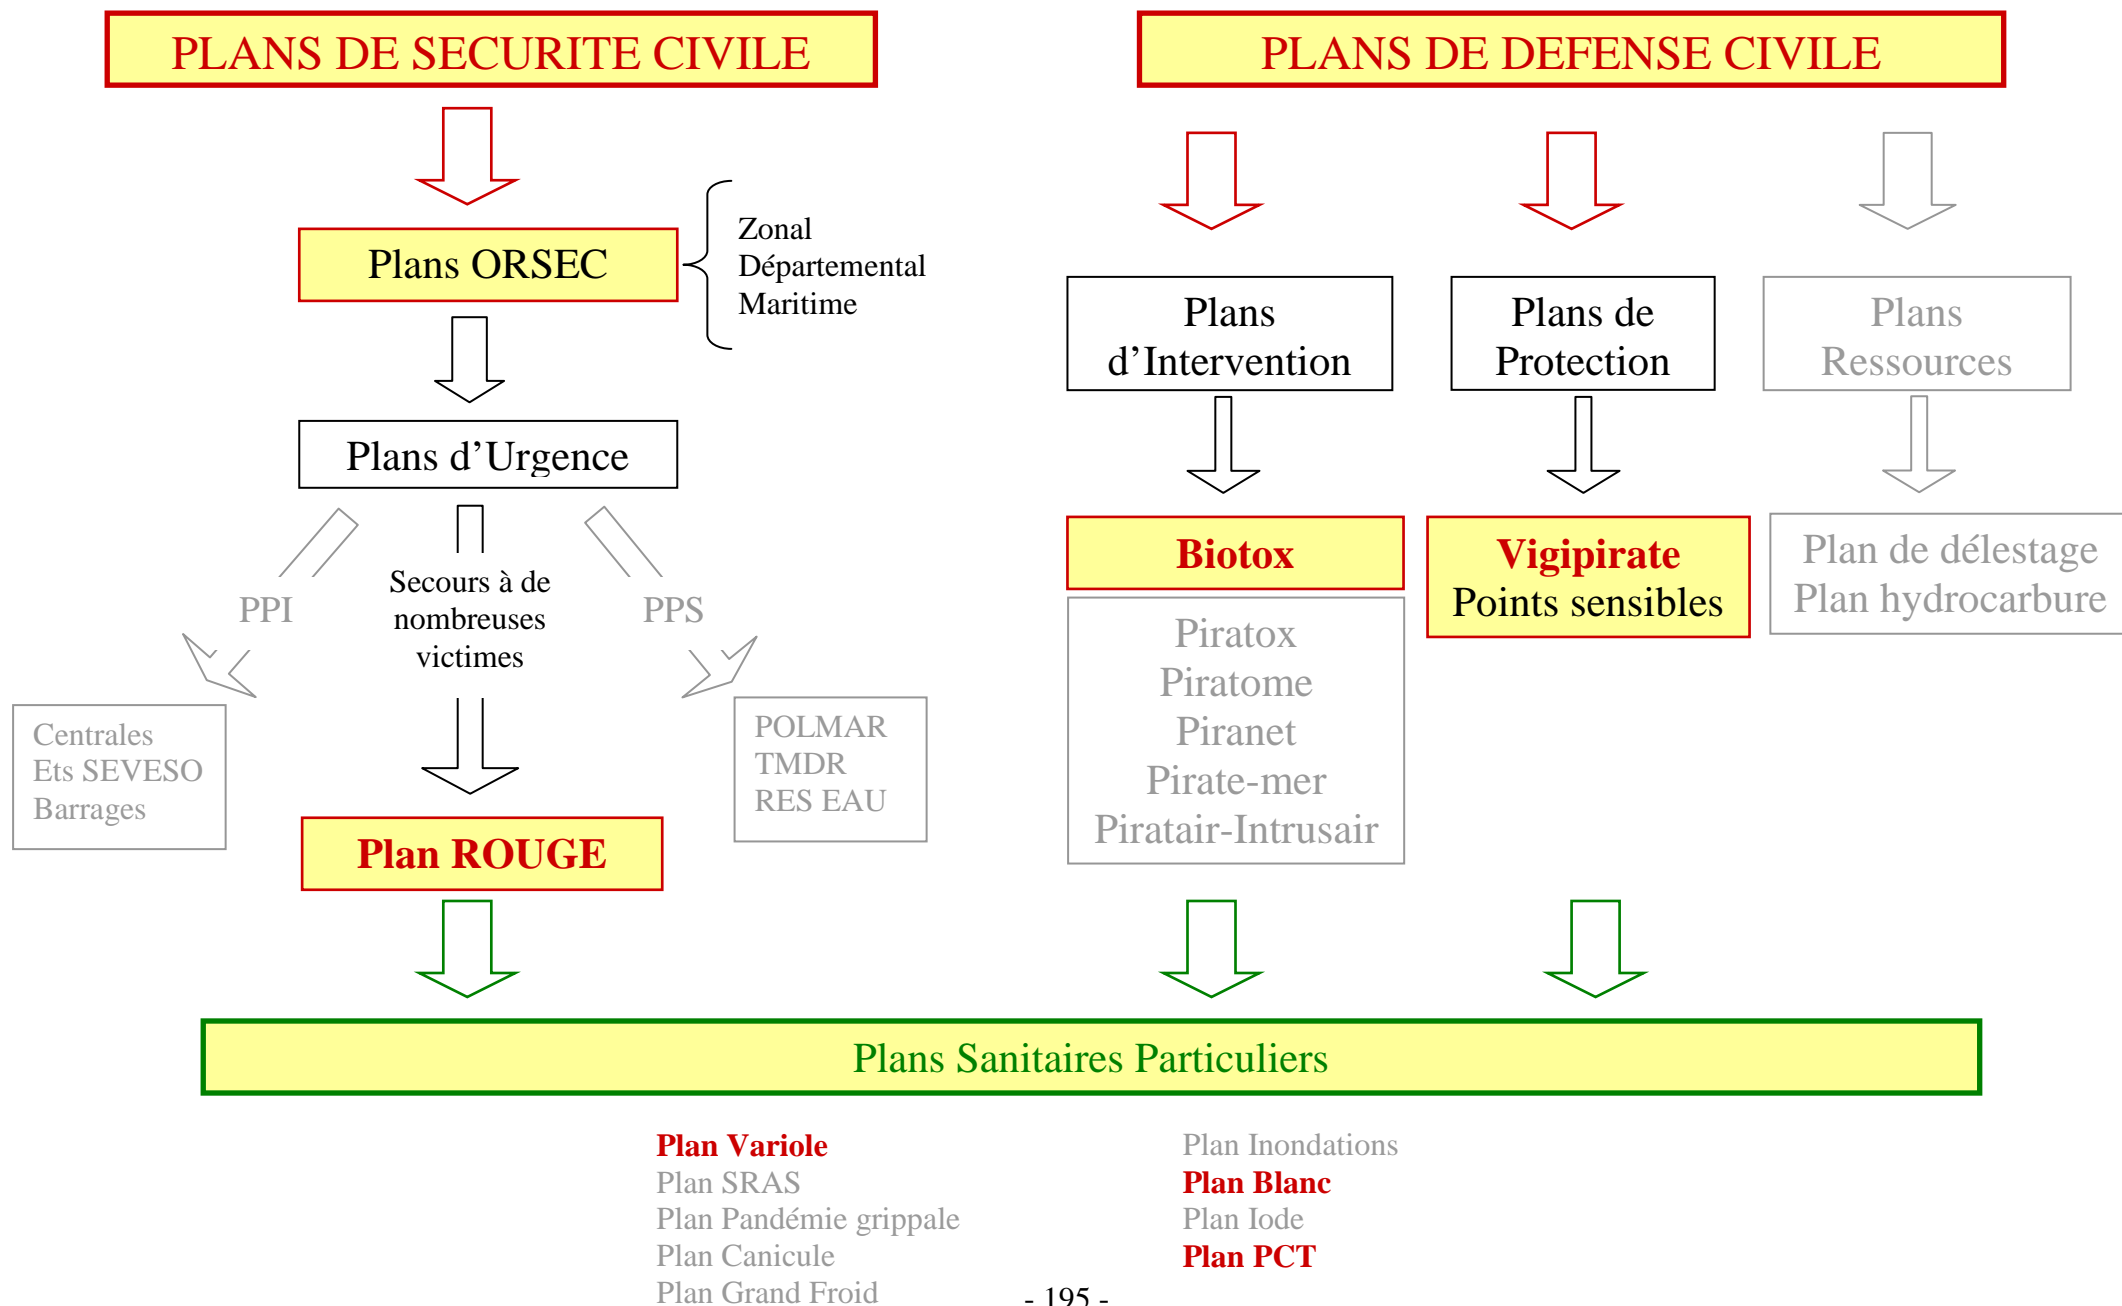 PLANS DE SECURITE CIVILE
Plans ORSEC
Zonal
Départemental
Maritime
Plans d’Urgence
PPI
Secours à de
nombreuses
victimes
PPS
Centrales
Ets SEVESO
Barrages
POLMAR
TMDR
RES EAU
Plan ROUGE
PLANS DE DEFENSE CIVILE
Plans
d’Intervention
Plans de
Protection
Plans
Ressources
Biotox
Piratox
Piratome
Piranet
Pirate-mer
Piratair-Intrusair
Vigipirate
Points sensibles
Plan de délestage
Plan hydrocarbure
Plans Sanitaires Particuliers
Plan Variole
Plan SRAS
Plan Pandémie grippale
Plan Canicule
Plan Grand Froid
Plan Inondations
Plan Blanc
Plan Iode
Plan PCT
- 195 -